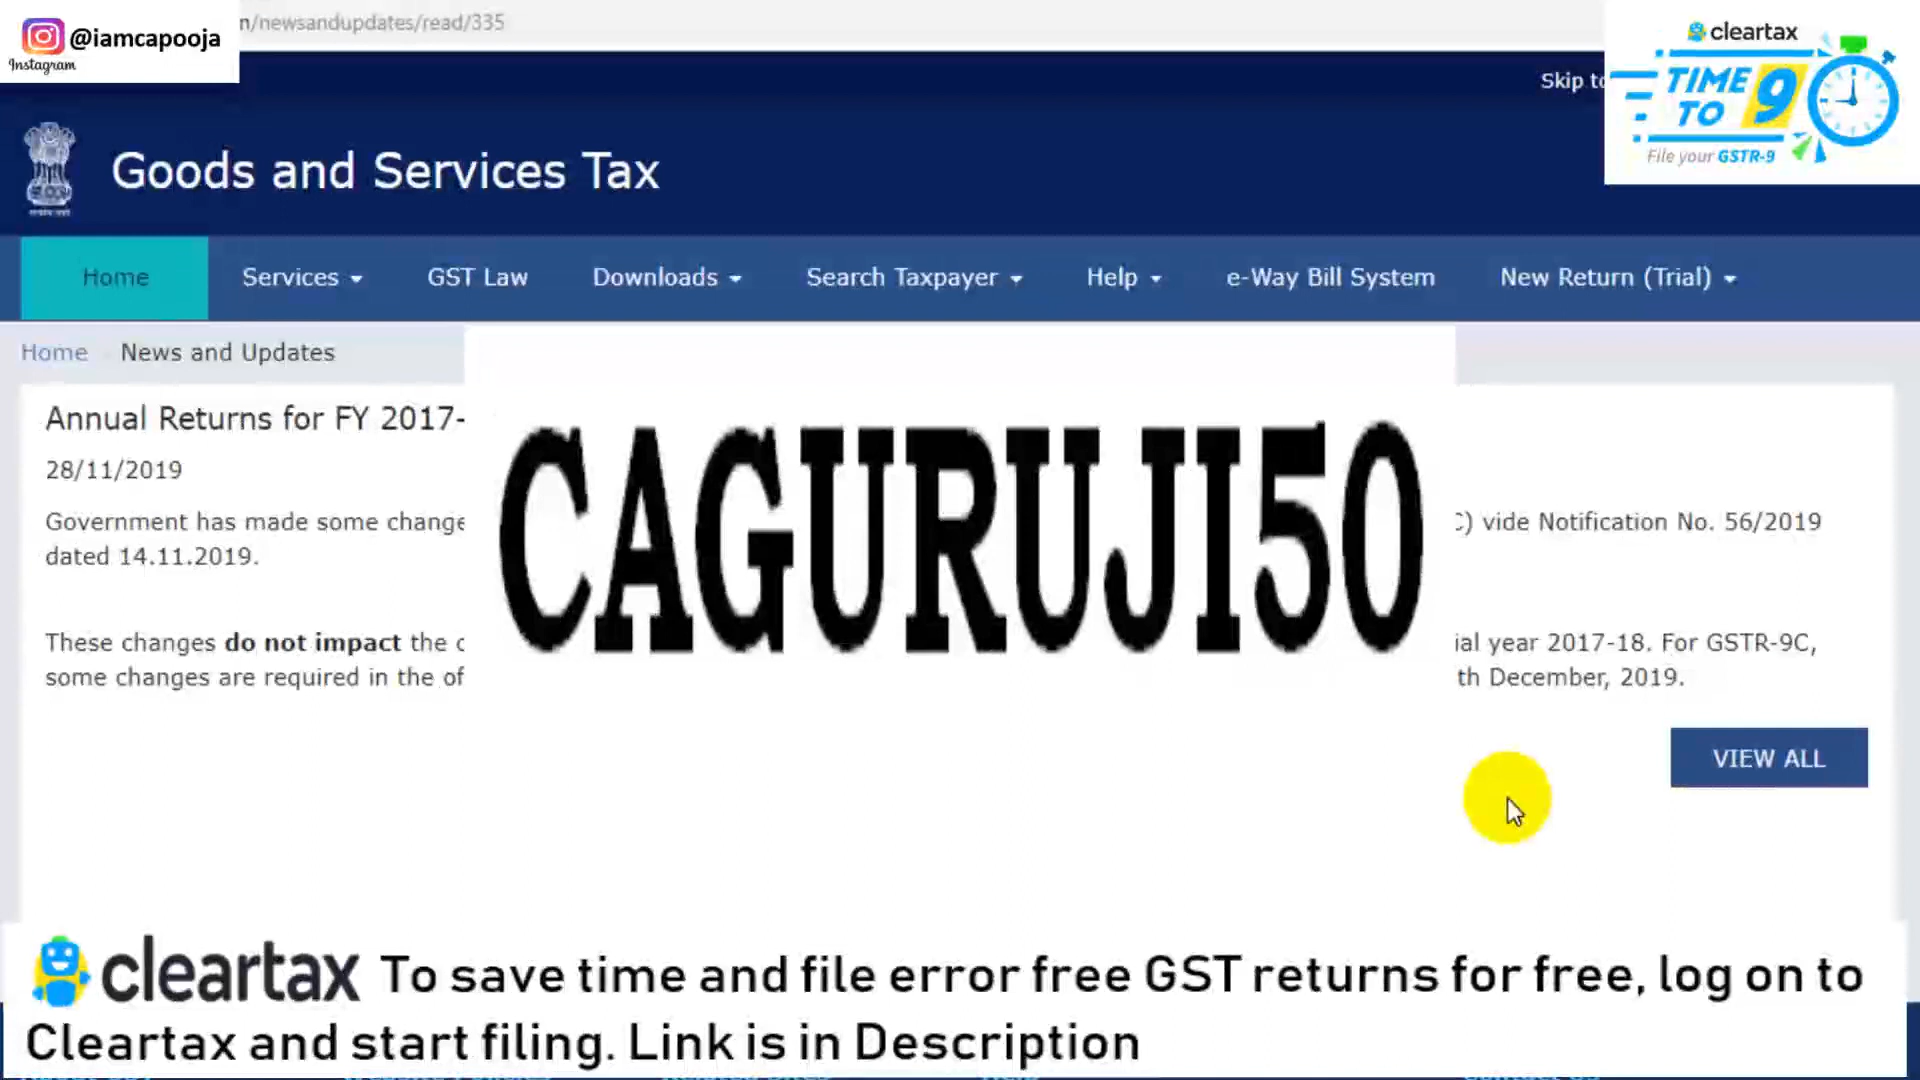 @iamcapooja
Instagram
n/newsandupdates/read/335
cleartax
TIME
TO 9
File your GSTR-9
Skip to
Goods and Services Tax
Home
Services
GST Law
Downloads
Search Taxpayer
Help
e-Way Bill System
New Return (Trial)
Home
News and Updates
Annual Returns for FY 2017-
28/11/2019
Government has made some change
C) vide Notification No. 56/2019
dated 14.11.2019.
CAGURUJI50
These changes do not impact the
ial year 2017-18. For GSTR-9C,
some changes are required in the of
th December, 2019.
VIEW ALL
cleartax To save time and file error free GST returns for free, log on to
Cleartax and start filing. Link is in Description